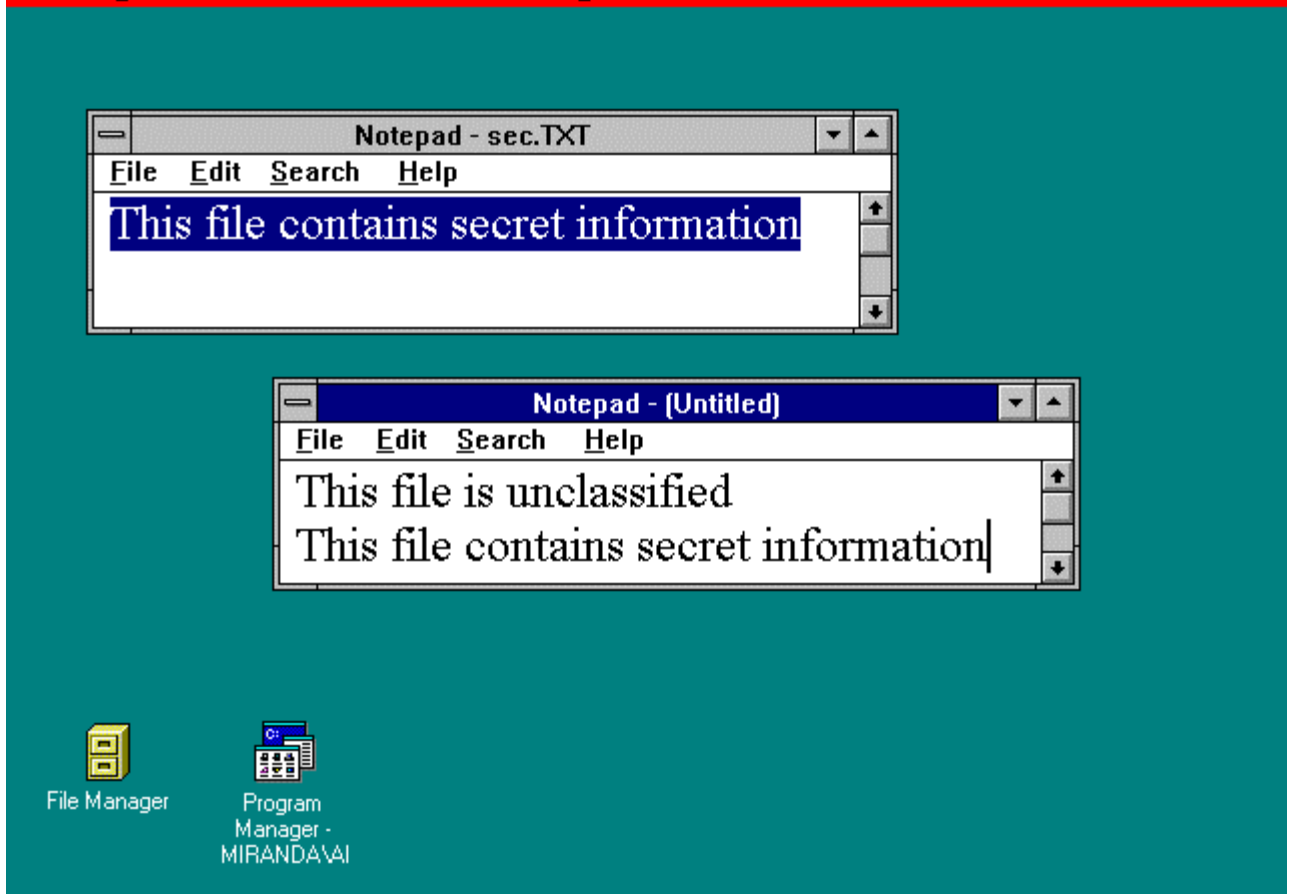 Notepad - sec.TXT
File Edit Search Help
This file contains secret information
Notepad - (Untitled)
File Edit Search Help
This file is unclassified
This file contains secret information
C:
File Manager
Program
Manager -
MIRANDA\AI